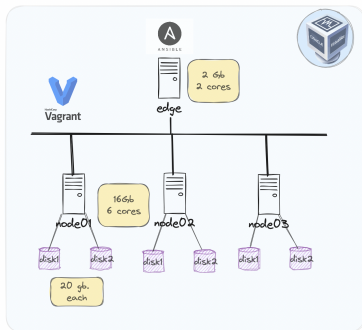 ANSIBLE
2 Gb
2 cores
edge
Vagrant
16Gb
6 cores
node01
node02
node03
disk1
disk2
disk1
disk2
disk1
disk2
20 gb.
each